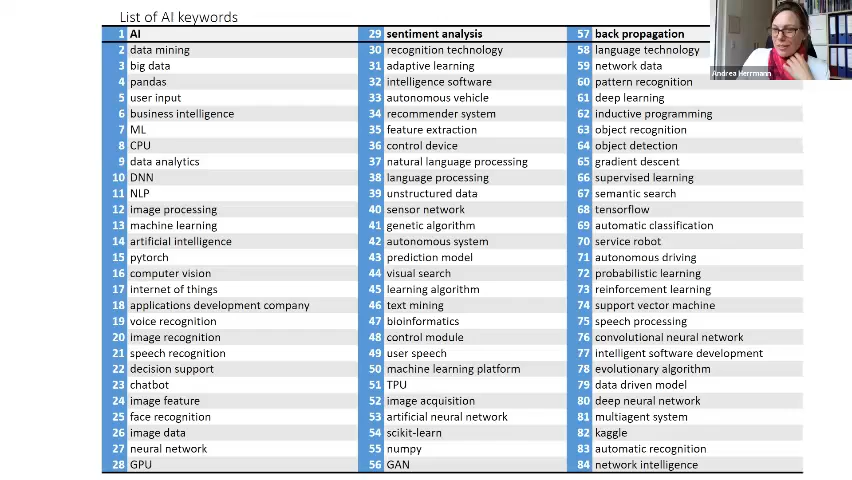 List of AI keywords
1 AI 29 sentiment analysis 57 back propagation
2 data mining 30 recognition technology 58 language technology
3 big data 31 adaptive learning 59 network data
4 pandas 32 intelligence software 60 pattern recognition
5 user input 33 autonomous vehicle 61 deep learning
6 business intelligence 34 recommender system 62 inductive programming
7 ML 35 feature extraction 63 object recognition
8 CPU 36 control device 64 object detection
9 data analytics 37 natural language processing 65 gradient descent
10 DNN 38 language processing 66 supervised learning
11 NLP 39 unstructured data 67 semantic search
12 image processing 40 sensor network 68 tensorflow
13 machine learning 41 genetic algorithm 69 automatic classification
14 artificial intelligence 42 autonomous system 70 service robot
15 pytorch 43 prediction model 71 autonomous driving
16 computer vision 44 visual search 72 probabilistic learning
17 internet of things 45 learning algorithm 73 reinforcement learning
18 applications development company 46 text mining 74 support vector machine
19 voice recognition 47 bioinformatics 75 speech processing
20 image recognition 48 control module 76 convolutional neural network
21 speech recognition 49 user speech 77 intelligent software development
22 decision support 50 machine learning platform 78 evolutionary algorithm
23 chatbot 51 TPU 79 data driven model
24 image feature 52 image acquisition 80 deep neural network
25 face recognition 53 artificial neural network 81 multiagent system
26 image data 54 scikit-learn 82 kaggle
27 neural network 55 numpy 83 automatic recognition
28 GPU 56 GAN 84 network intelligence
Andrea Herrmann